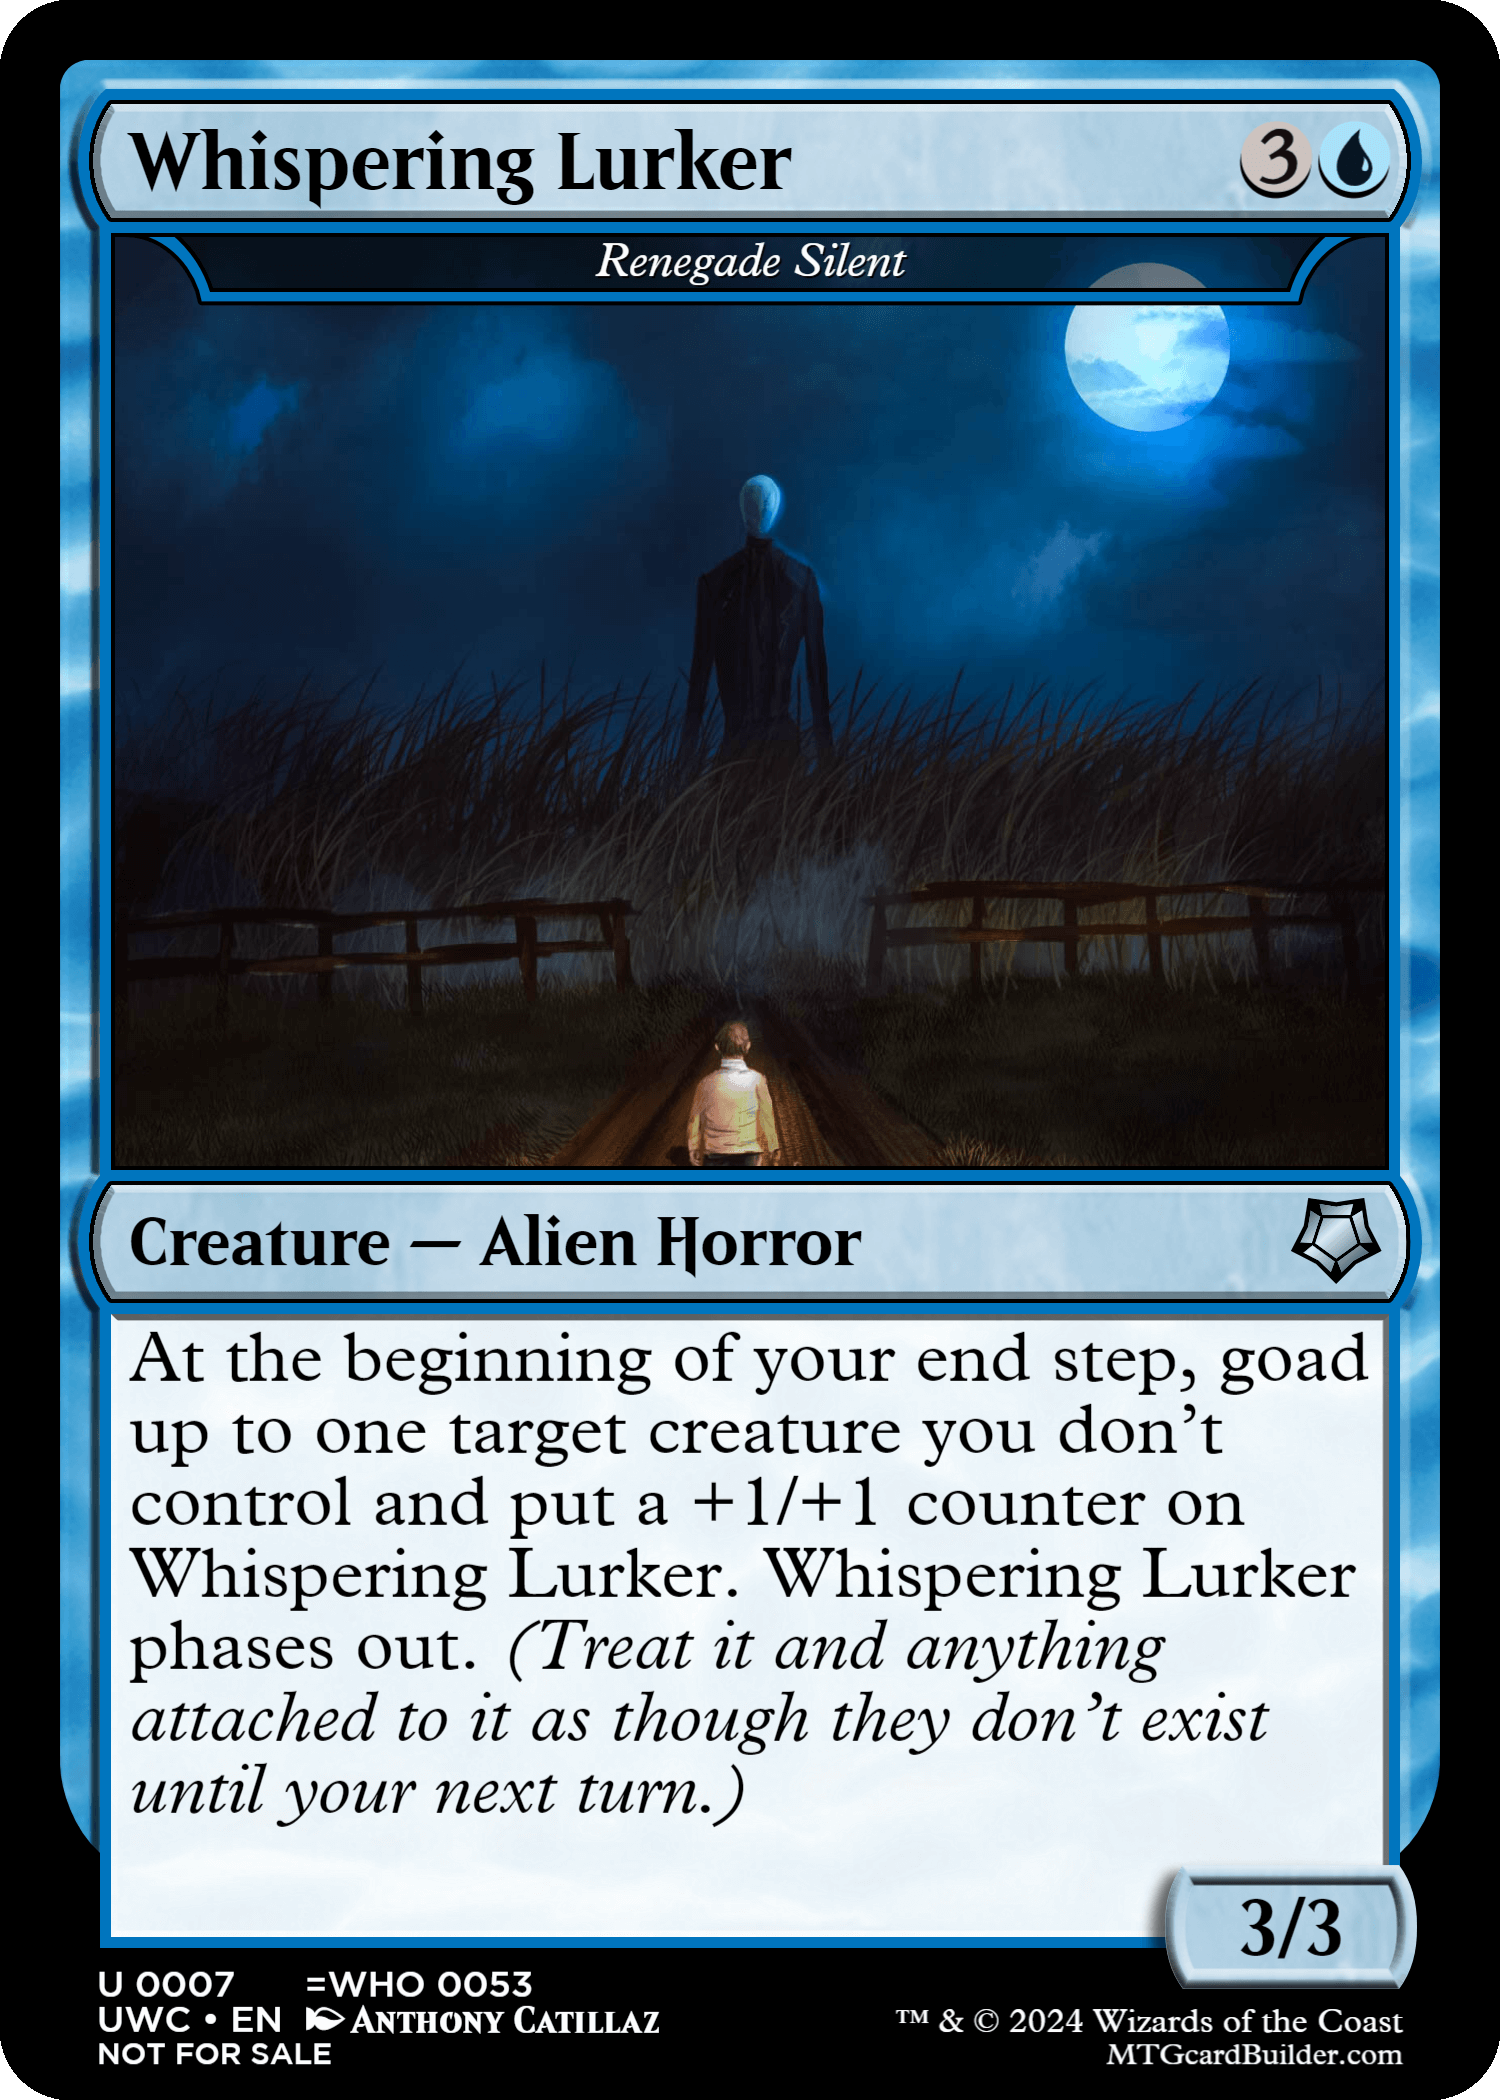 Whispering Lurker 3
Renegade Silent
Creature — Alien Horror
At the beginning of your end step, goad
up to one target creature you don't
control and put a +1/+1 counter on
Whispering Lurker. Whispering Lurker
phases out. (Treat it and anything
attached to it as though they don't exist
until your next turn.)
3/3
U 0007 =WHO 0053
UWC • EN Anthony Catillaz
NOT FOR SALE
™ & © 2024 Wizards of the Coast
MTGcardBuilder.com